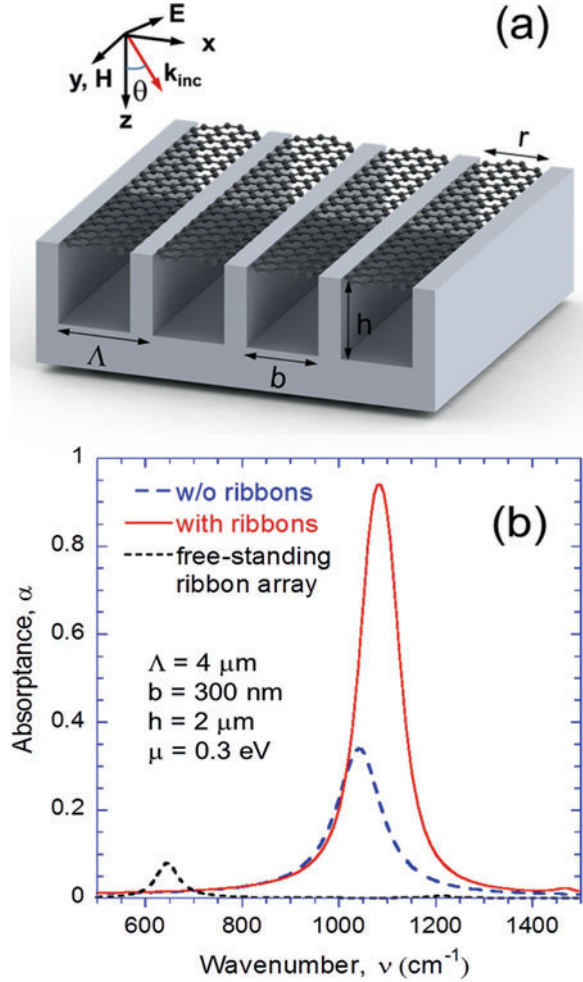 (a)
E
x
y, H
k_inc
θ
z
r
h
Λ
b
(b)
w/o ribbons
with ribbons
free-standing
ribbon array
Λ = 4 μm
b = 300 nm
h = 2 μm
μ = 0.3 eV
Absorptance, α
1
0.8
0.6
0.4
0.2
0
600 800 1000 1200 1400
Wavenumber, ν (cm⁻¹)